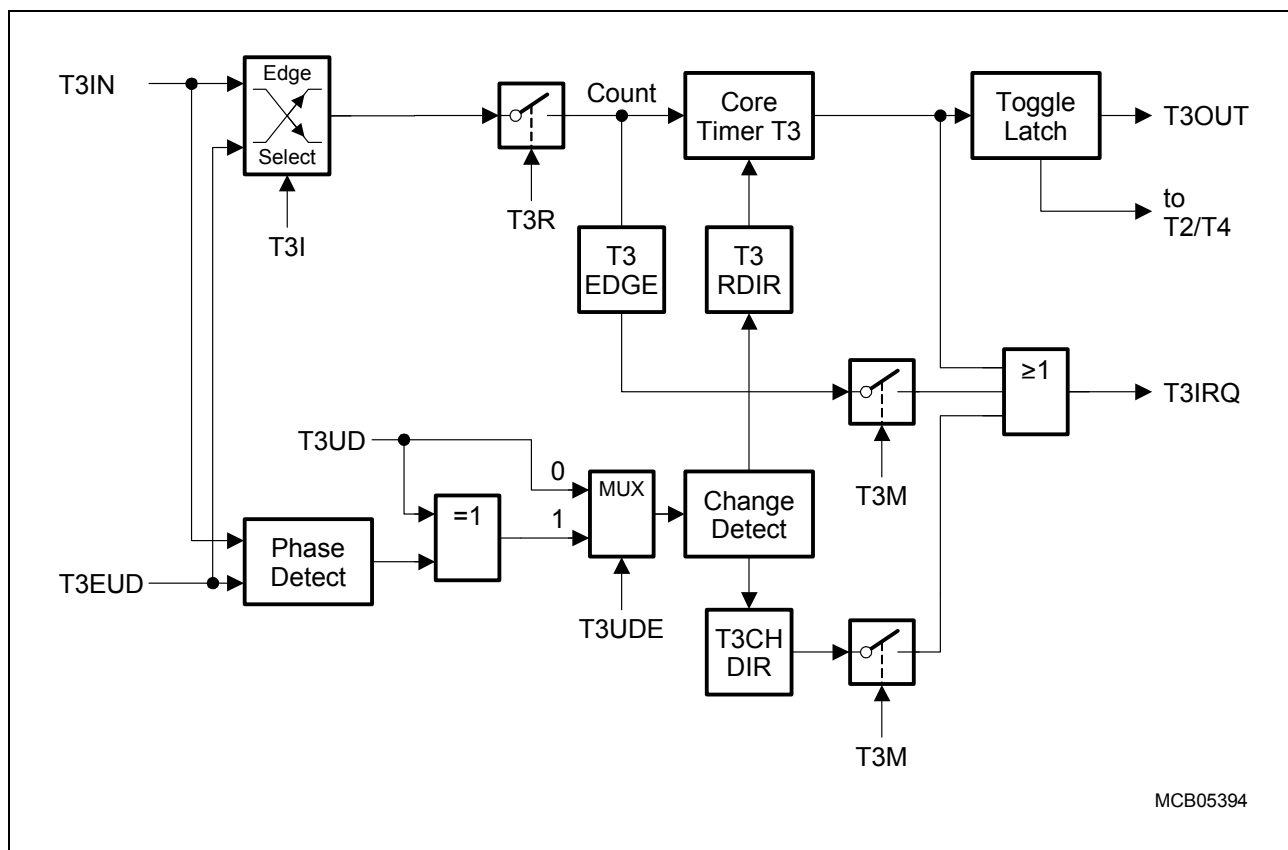 T3IN
Edge
Select
T3I
T3R
Count
Core
Timer T3
Toggle
Latch
T3OUT
to
T2/T4
T3
EDGE
T3
RDIR
≥1
T3IRQ
T3M
T3UD
0
1
=1
MUX
T3UDE
Change
Detect
Phase
Detect
T3EUD
T3CH
DIR
T3M
MCB05394